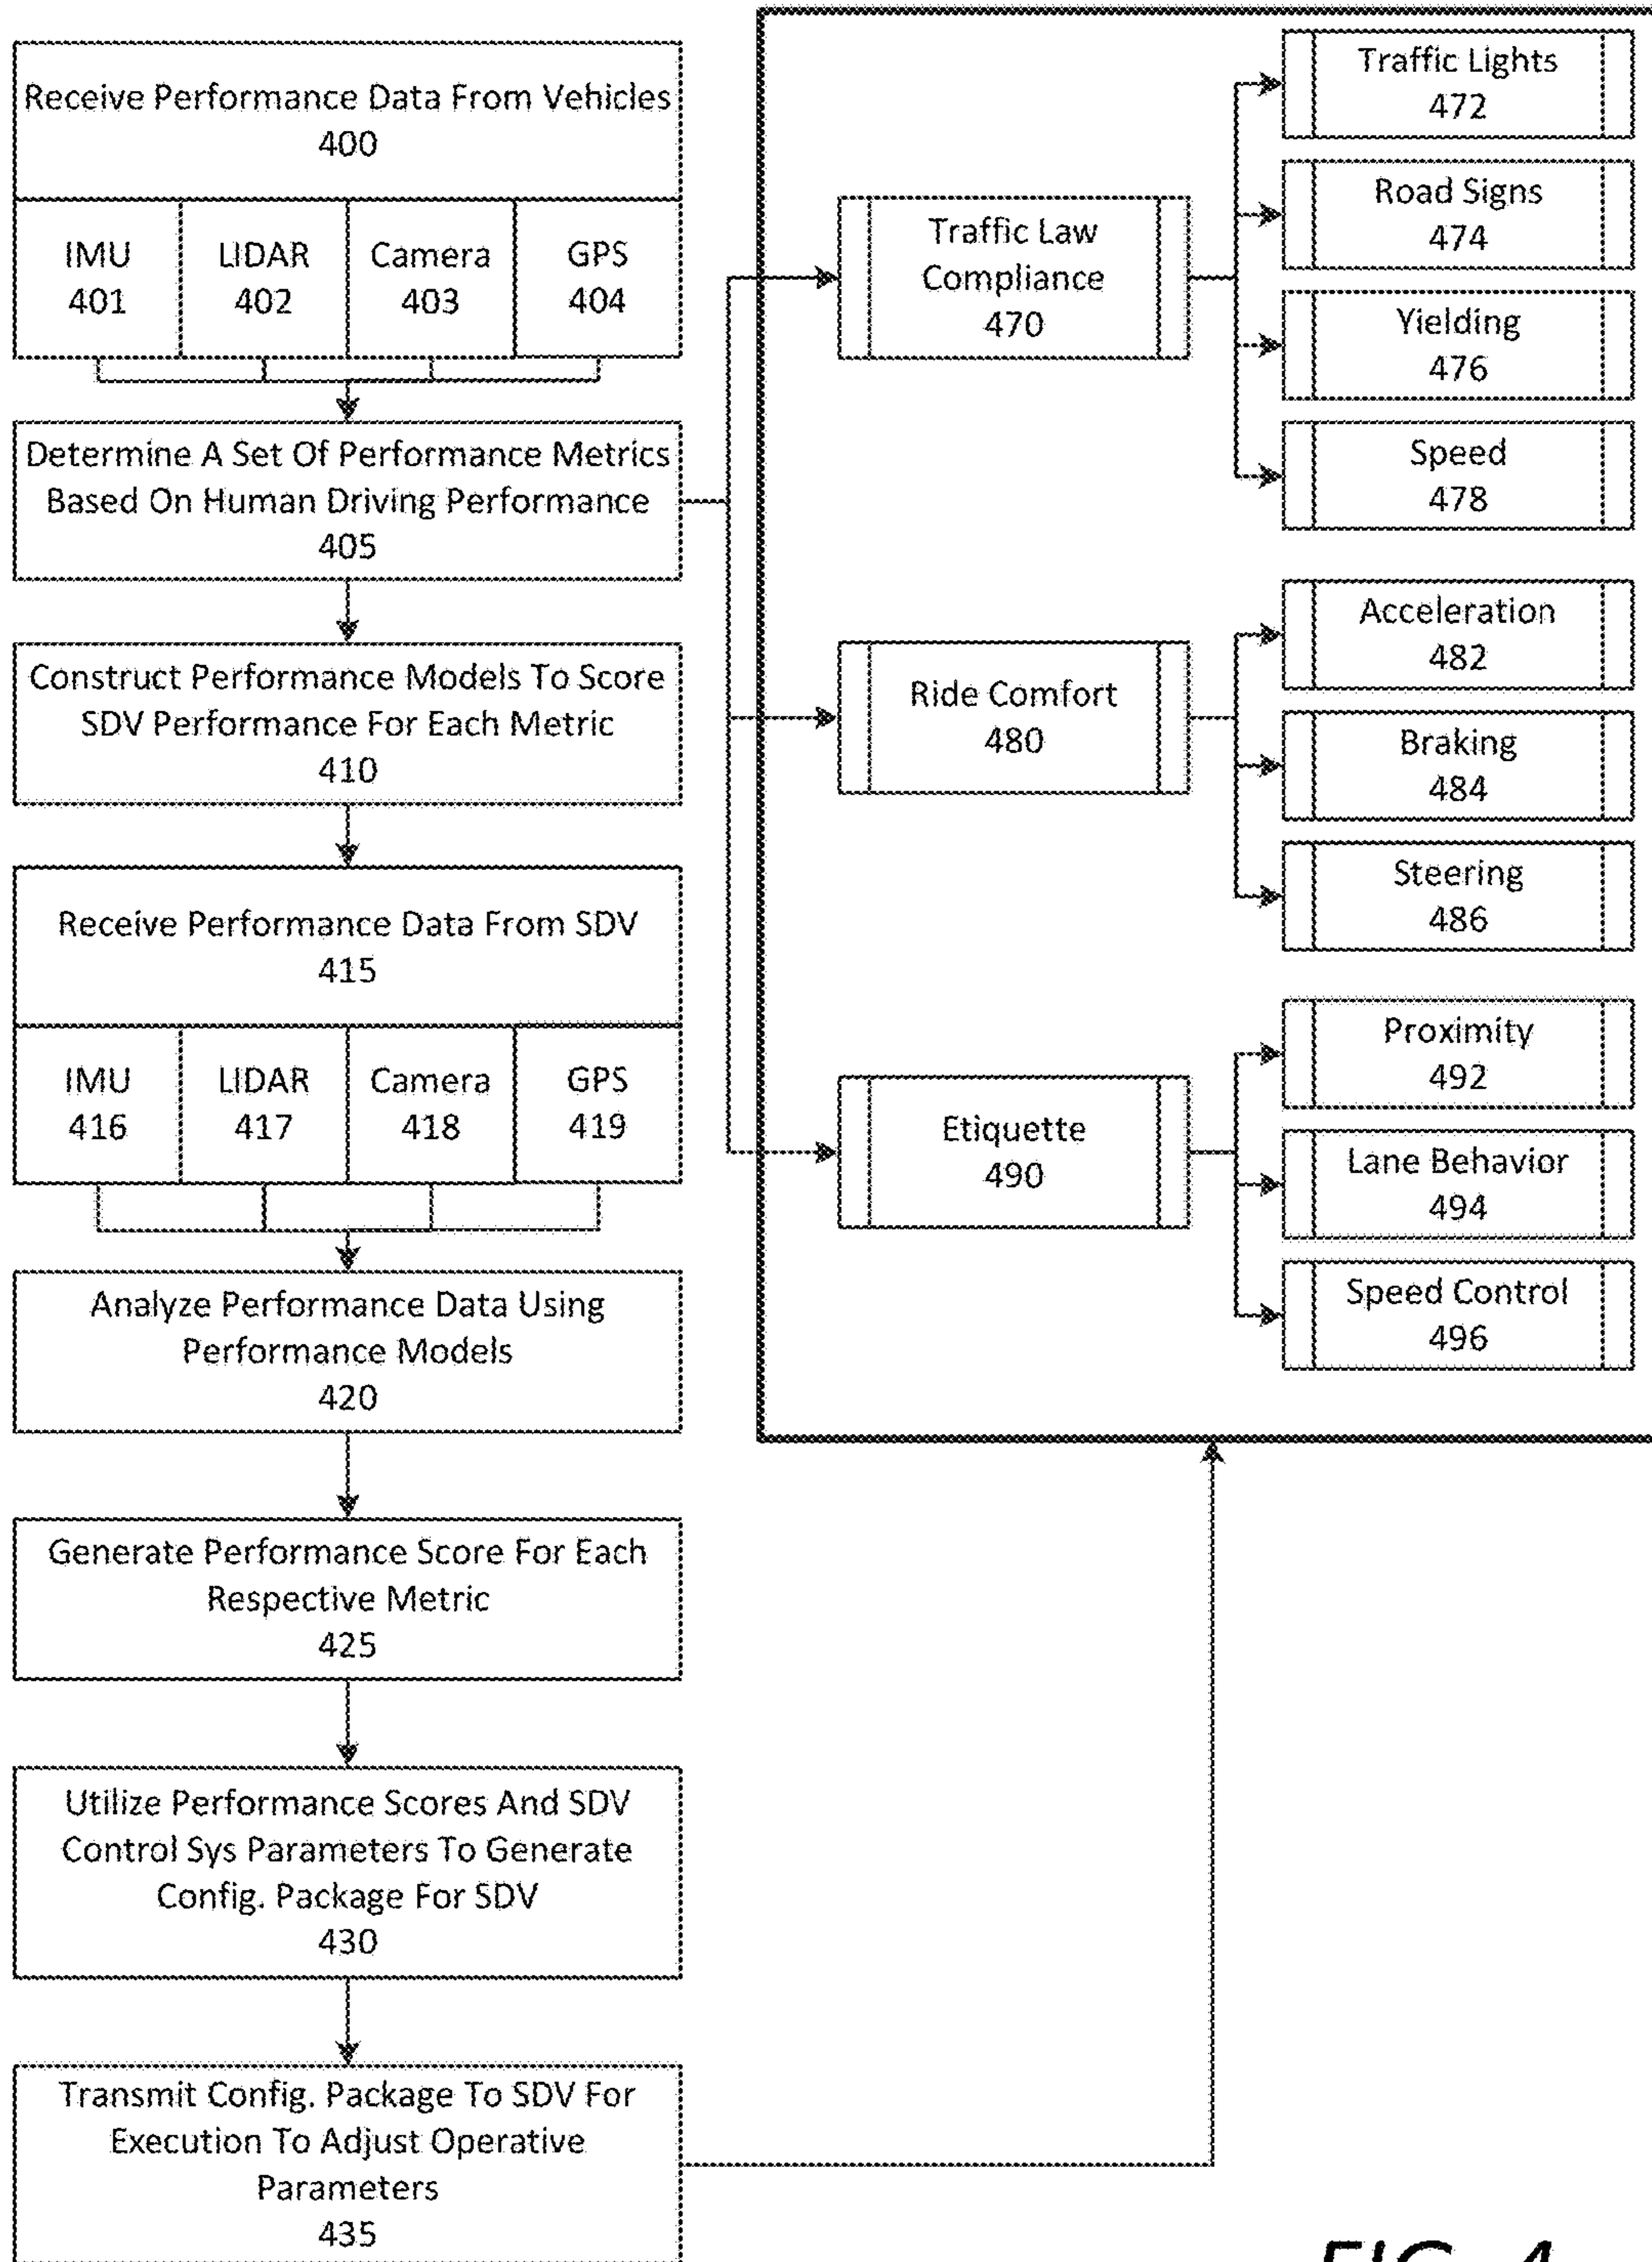 Receive Performance Data From Vehicles
400
IMU
401
LIDAR
402
Camera
403
GPS
404
Determine A Set Of Performance Metrics
Based On Human Driving Performance
405
Construct Performance Models To Score
SDV Performance For Each Metric
410
Receive Performance Data From SDV
415
IMU
416
LIDAR
417
Camera
418
GPS
419
Analyze Performance Data Using
Performance Models
420
Generate Performance Score For Each
Respective Metric
425
Utilize Performance Scores And SDV
Control Sys Parameters To Generate
Config. Package For SDV
430
Transmit Config. Package To SDV For
Execution To Adjust Operative
Parameters
435
Traffic Law
Compliance
470
Traffic Lights
472
Road Signs
474
Yielding
476
Speed
478
Ride Comfort
480
Acceleration
482
Braking
484
Steering
486
Etiquette
490
Proximity
492
Lane Behavior
494
Speed Control
496
FIG. 4